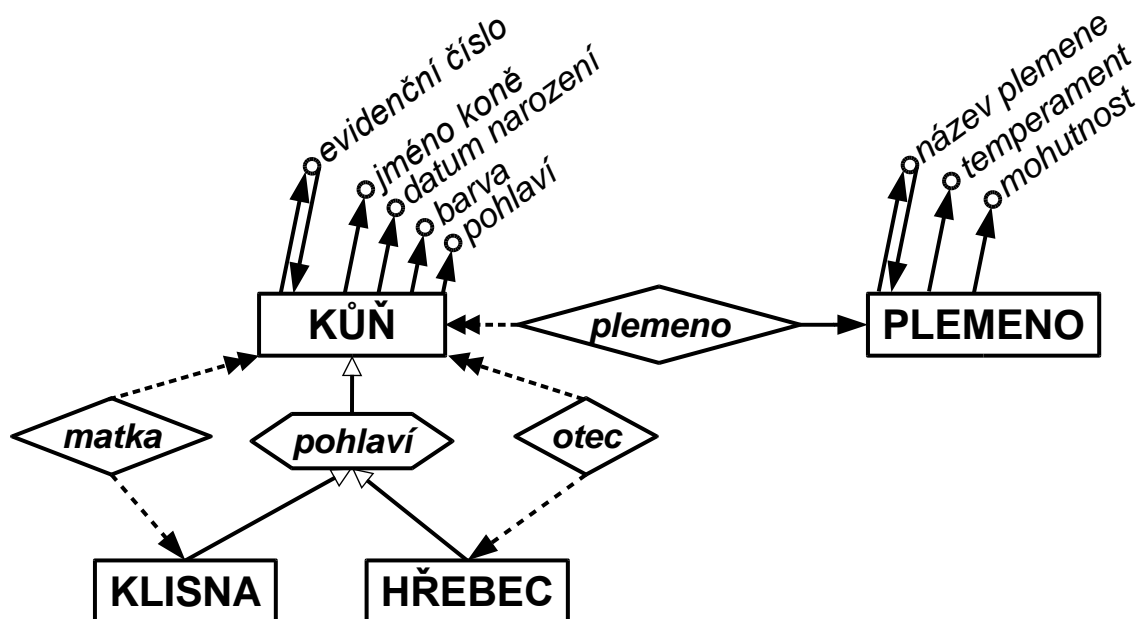 evidenční číslo
jméno koně
datum narození
barva
pohlaví
název plemene
temperament
mohutnost
KŮŇ
plemeno
PLEMENO
matka
pohlaví
otec
KLISNA
HŘEBEC